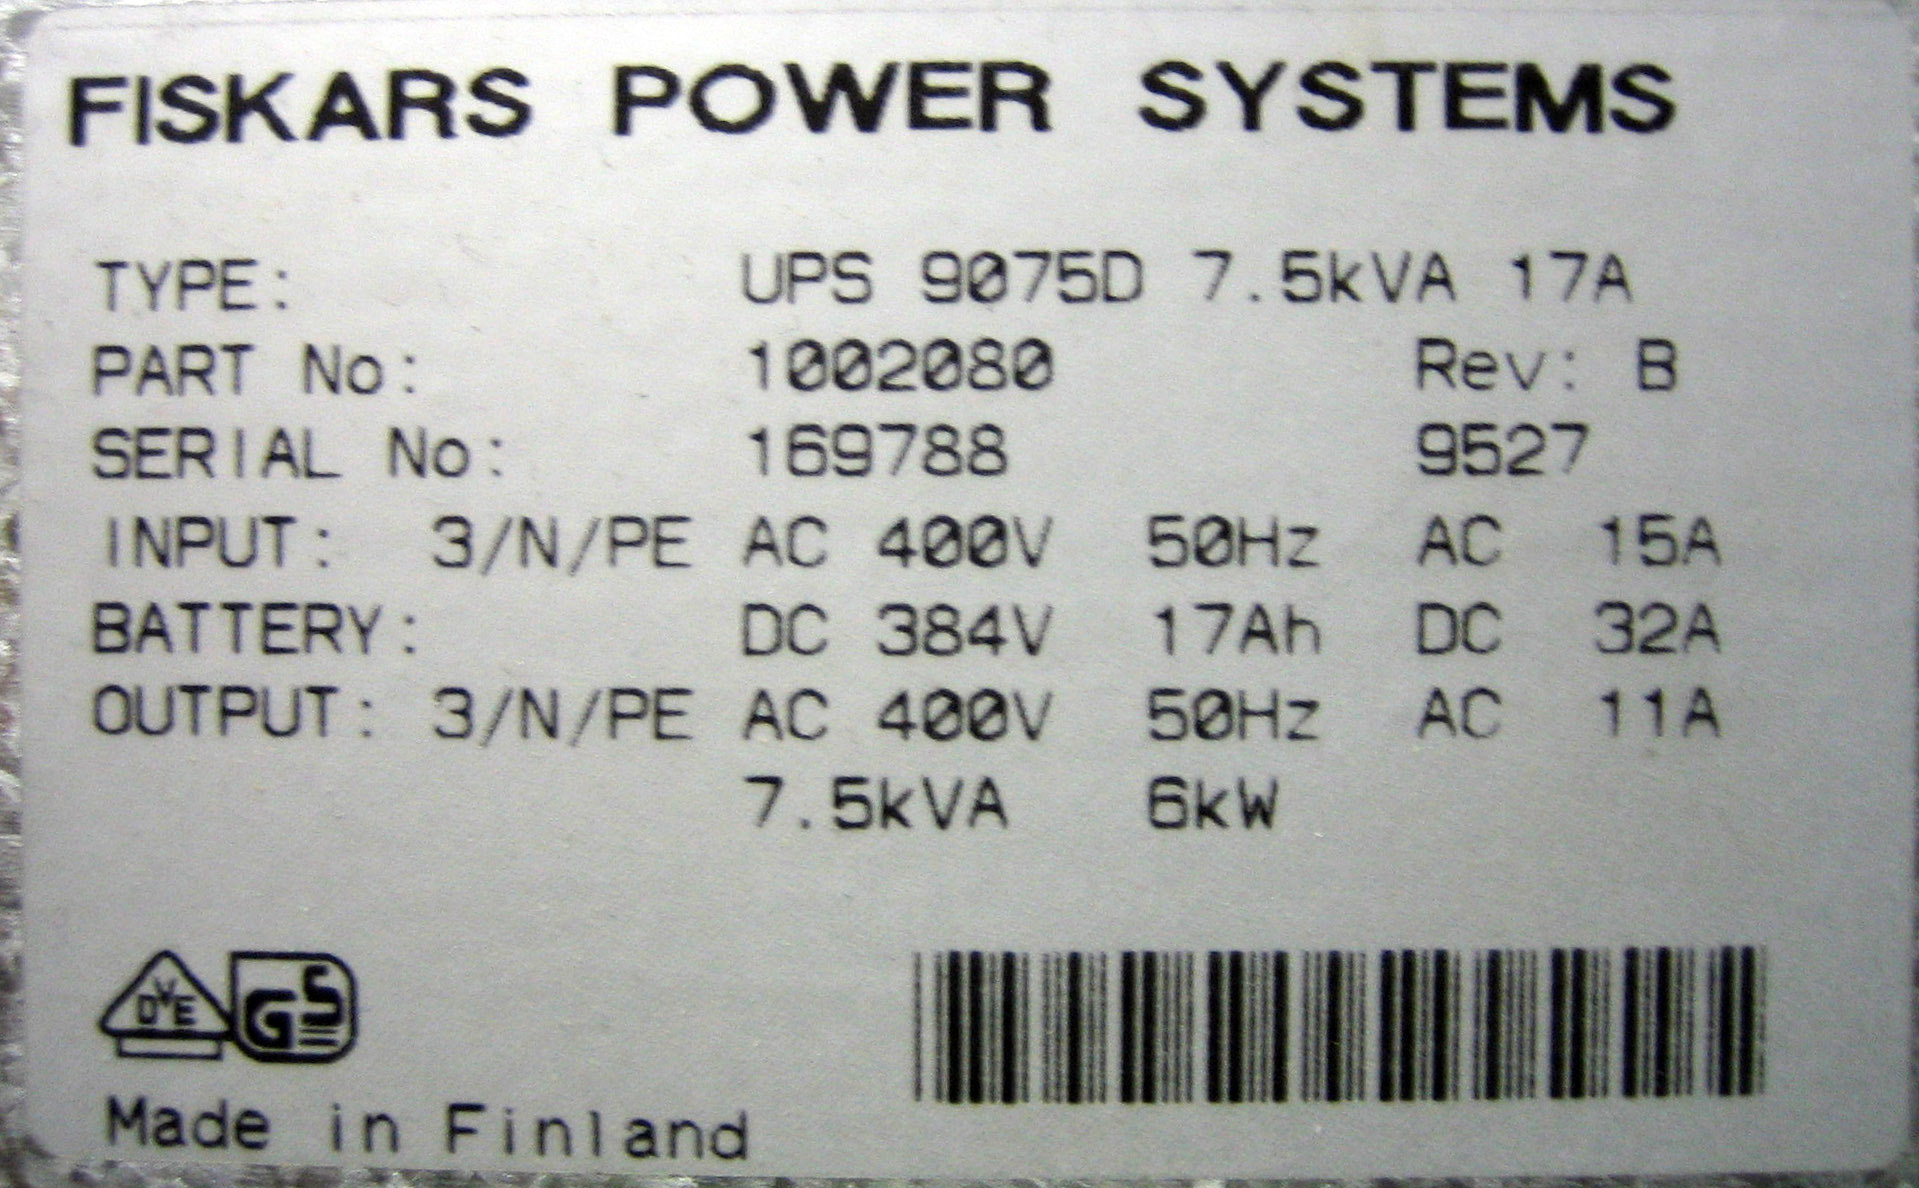 FISKARS POWER SYSTEMS
TYPE: UPS 9075D 7.5kVA 17A
PART No: 1002080 Rev: B
SERIAL No: 169788 9527
INPUT: 3/N/PE AC 400V 50Hz AC 15A
BATTERY: DC 384V 17Ah DC 32A
OUTPUT: 3/N/PE AC 400V 50Hz AC 11A
7.5kVA 6kW
DVE GS
Made in Finland